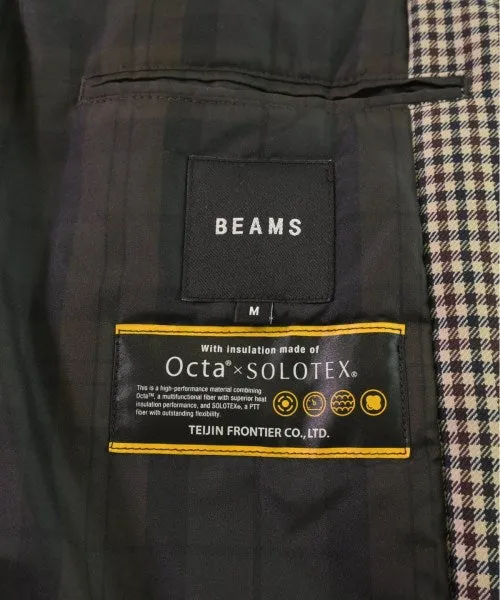 BEAMS
M
With insulation made of
Octa® × SOLOTEX®
This is a high-performance material combining
Octa™, a multifunctional fiber with superior heat
insulation performance, and SOLOTEX®, a PTT
fiber with outstanding flexibility.
TEIJIN FRONTIER CO., LTD.